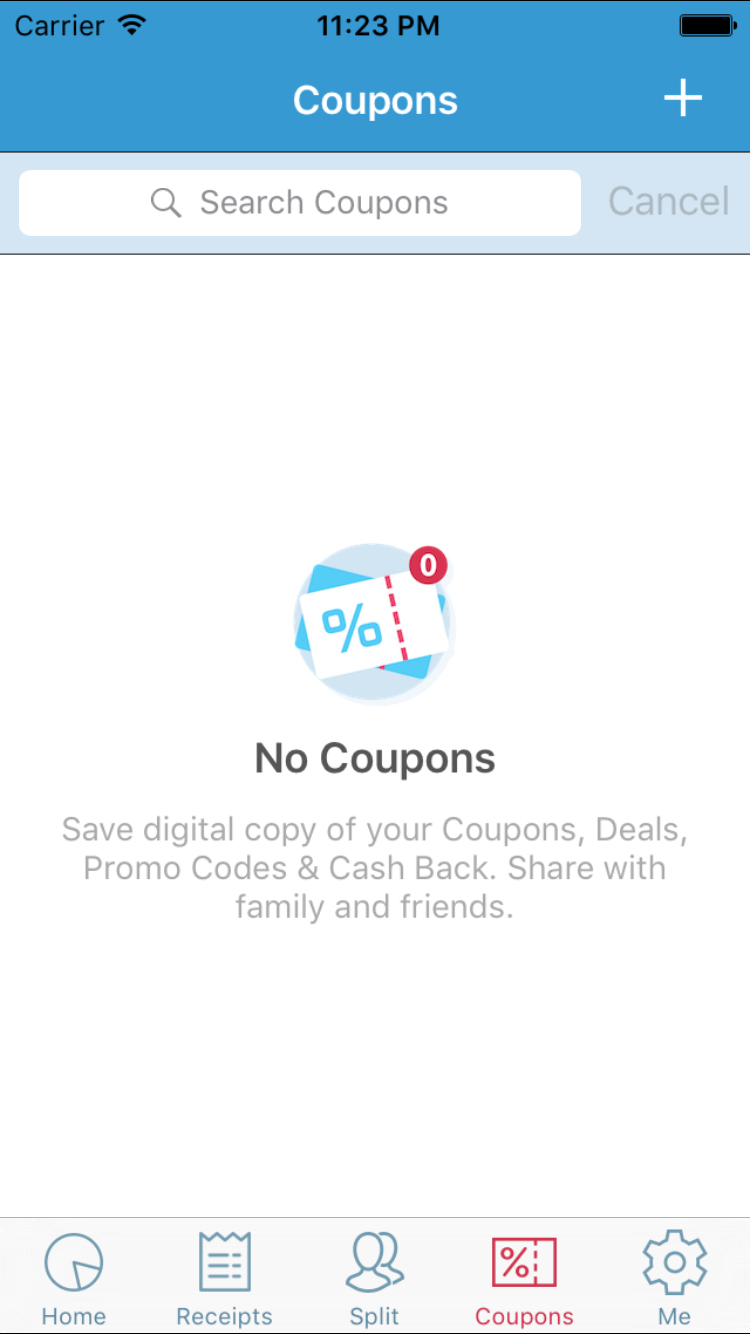 Carrier 11:23 PM
Coupons +
Search Coupons Cancel
0
%
No Coupons
Save digital copy of your Coupons, Deals,
Promo Codes & Cash Back. Share with
family and friends.
%
Home Receipts Split Coupons Me